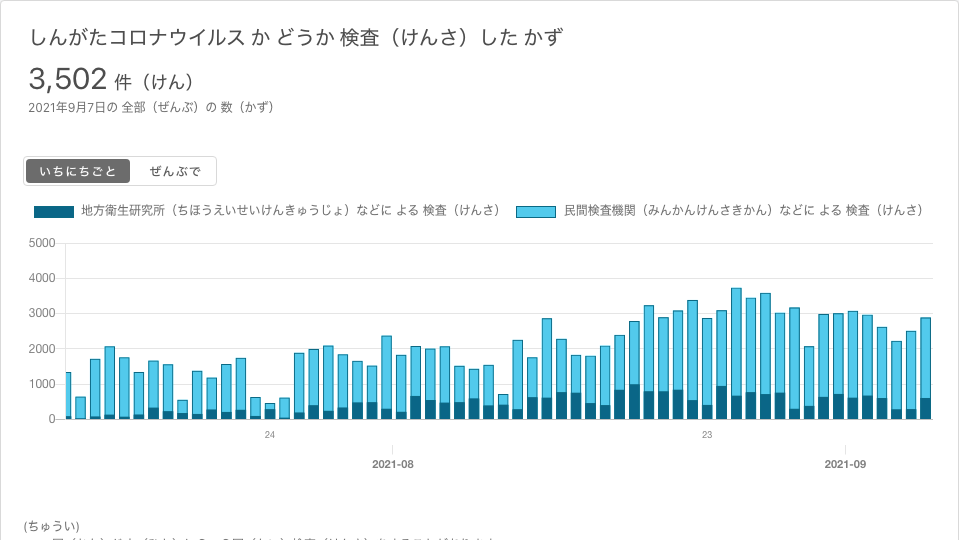 しんがたコロナウイルス か どうか 検査（けんさ）した かず
3,502 件（けん）
2021年9月7日の 全部（ぜんぶ）の 数（かず）
いちにちごと ぜんぶで
地方衛生研究所（ちほうえいせいけんきゅうじょ）などに よる 検査（けんさ） 民間検査機関（みんかんけんさきかん）などに よる 検査（けんさ）
5000
4000
3000
2000
1000
0
24 23
2021-08 2021-09
(ちゅうい)